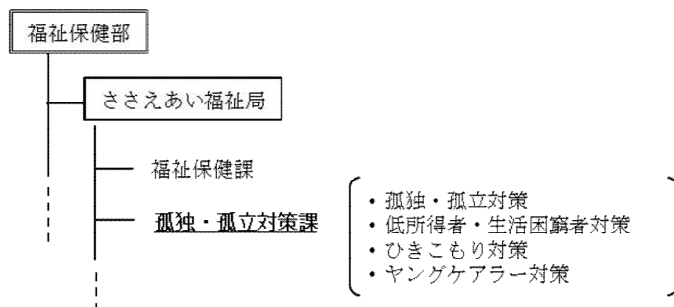 福祉保健部
ささえあい福祉局
福祉保健課
孤独・孤立対策課
・孤独・孤立対策
・低所得者・生活困窮者対策
・ひきこもり対策
・ヤングケアラー対策